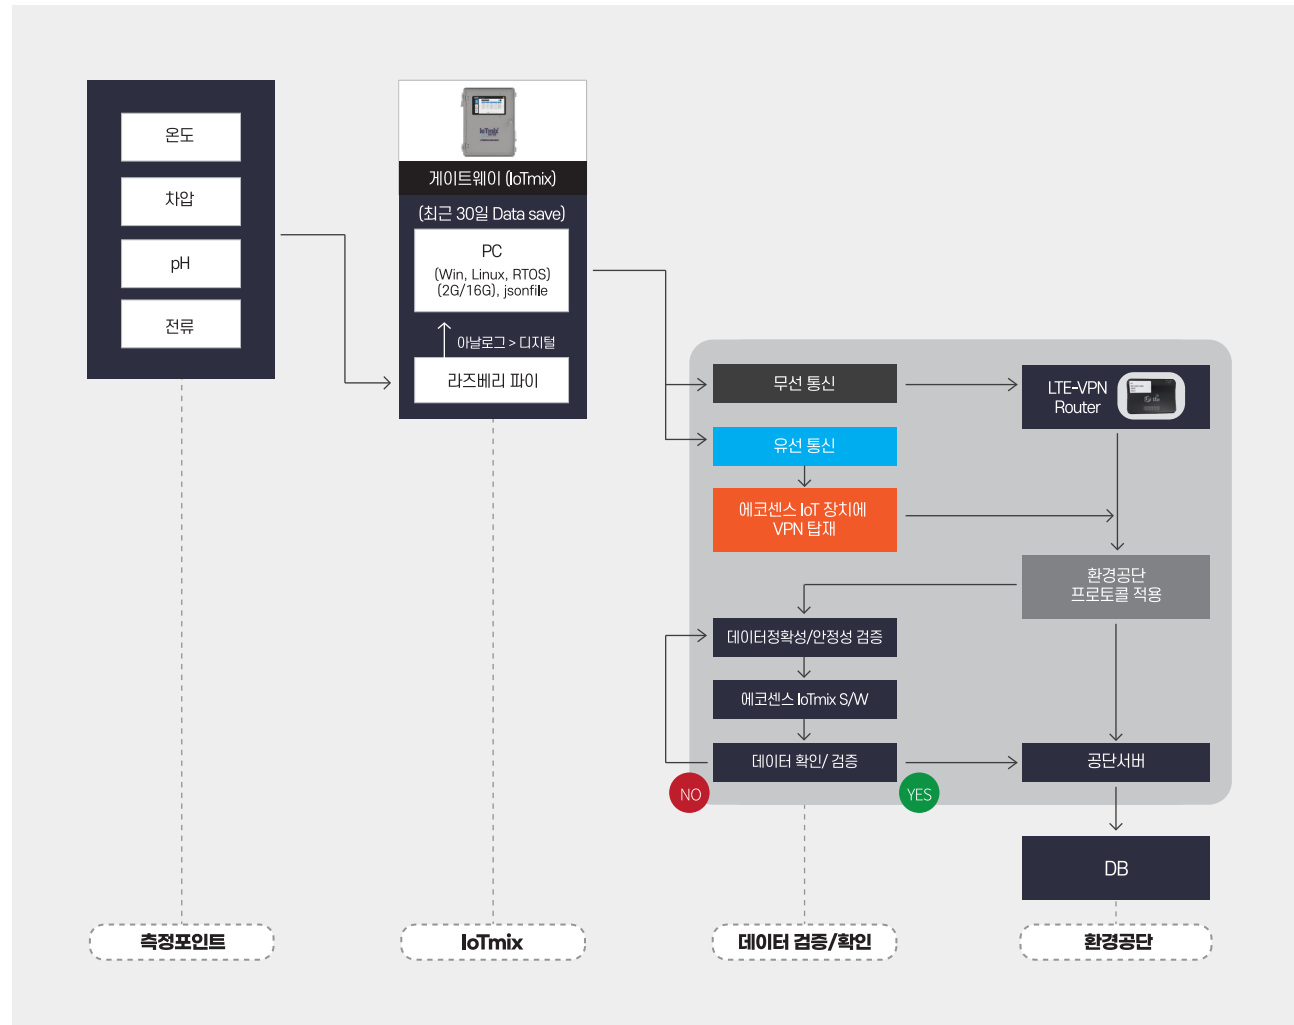 온도
차압
pH
전류
IoTmix
게이트웨이 (IoTmix)
(최근 30일 Data save)
PC
(Win, Linux, RTOS)
(2G/16G), jsonfile
아날로그 > 디지털
라즈베리 파이
무선 통신
LTE-VPN
Router
유선 통신
에코센스 IoT 장치에
VPN 탑재
환경공단
프로토콜 적용
데이터정확성/안정성 검증
에코센스 IoTmix S/W
데이터 확인/ 검증
공단서버
NO
YES
DB
측정포인트
IoTmix
데이터 검증/확인
환경공단